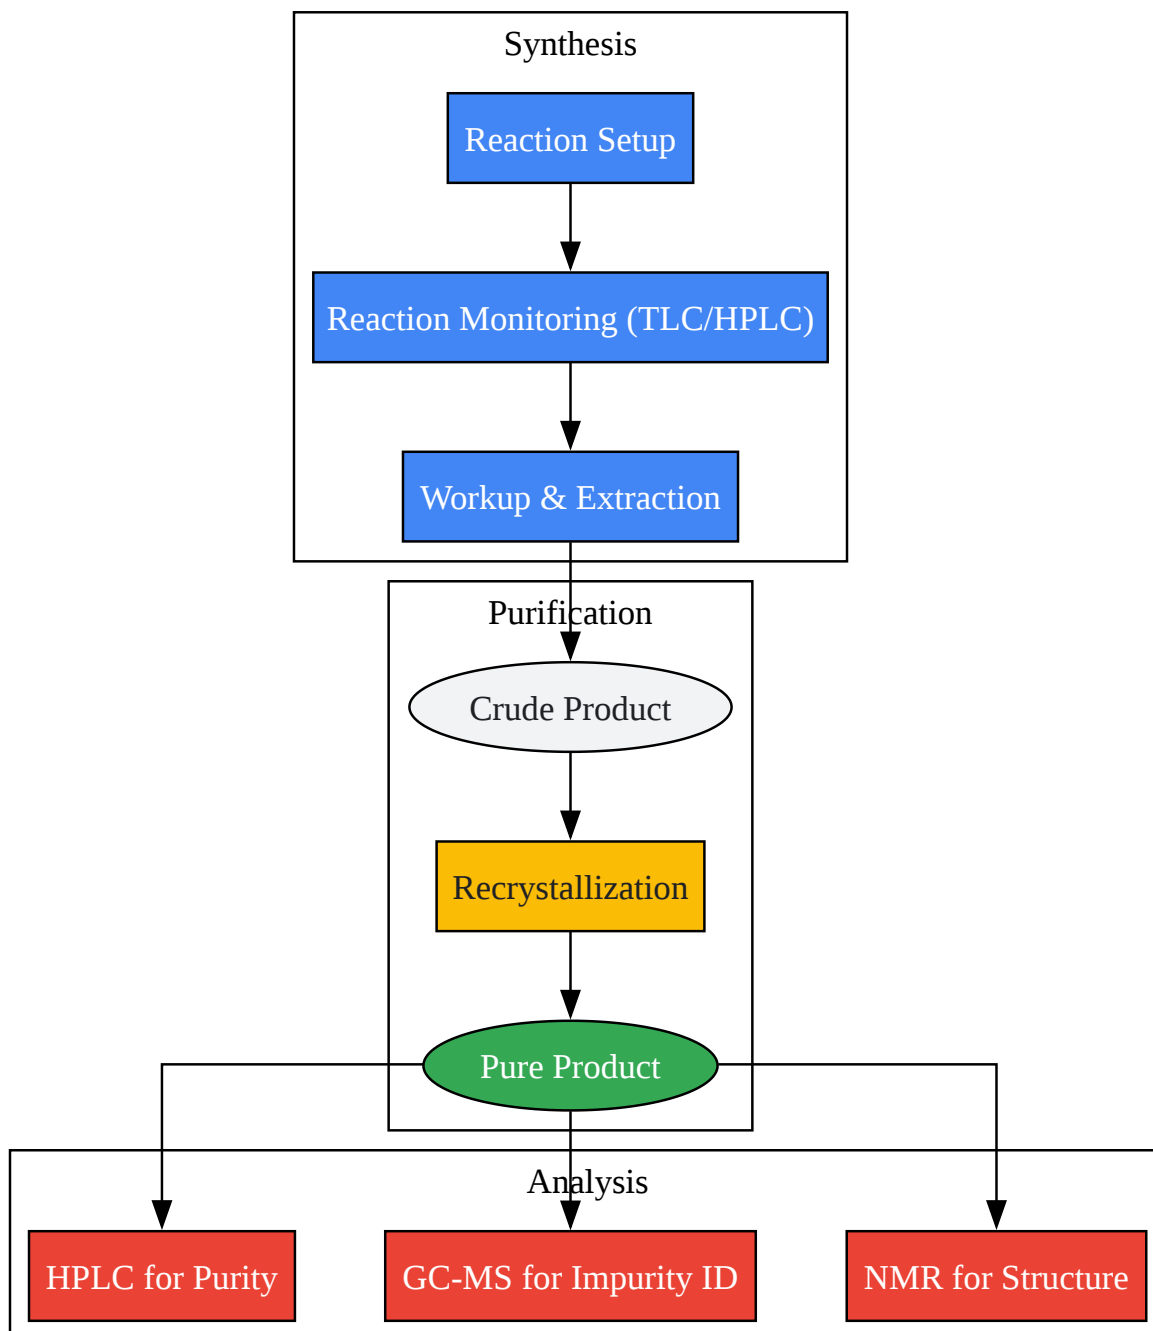 Synthesis
Reaction Setup
Reaction Monitoring (TLC/HPLC)
Workup & Extraction
Purification
Crude Product
Recrystallization
Pure Product
Analysis
HPLC for Purity
GC-MS for Impurity ID
NMR for Structure